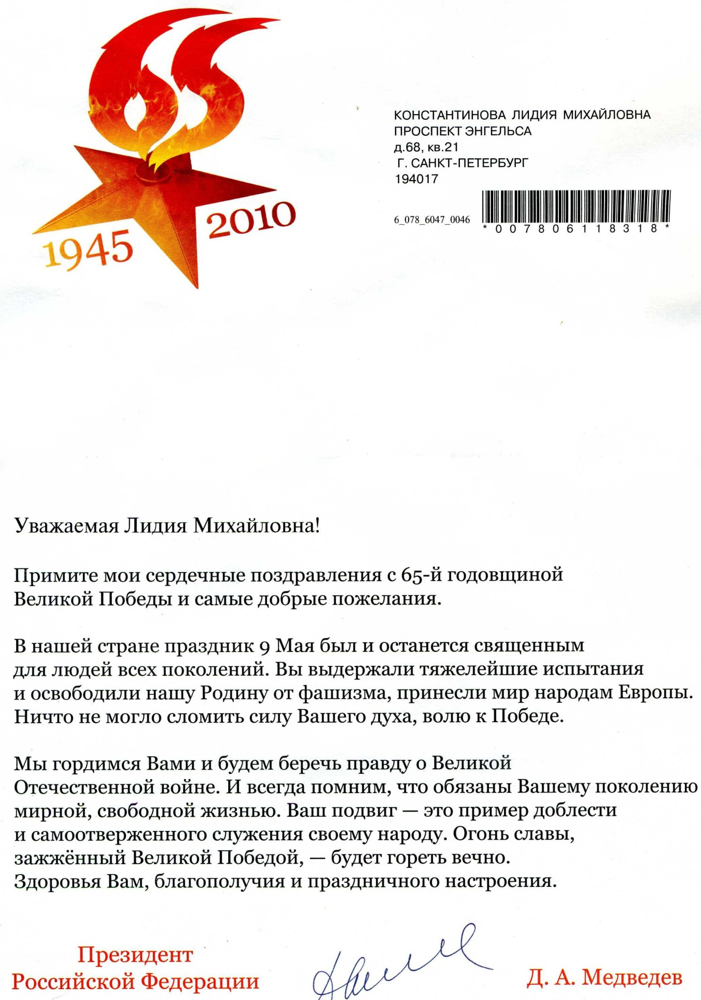 65
1945
2010
КОНСТАНТИНОВА ЛИДИЯ МИХАЙЛОВНА
ПРОСПЕКТ ЭНГЕЛЬСА
д.68, кв.21
Г. САНКТ-ПЕТЕРБУРГ
194017
6_078_6047_0046
*007806118318*
Уважаемая Лидия Михайловна!
Примите мои сердечные поздравления с 65-й годовщиной
Великой Победы и самые добрые пожелания.
В нашей стране праздник 9 Мая был и останется священным
для людей всех поколений. Вы выдержали тяжелейшие испытания
и освободили нашу Родину от фашизма, принесли мир народам Европы.
Ничто не могло сломить силу Вашего духа, волю к Победе.
Мы гордимся Вами и будем беречь правду о Великой
Отечественной войне. И всегда помним, что обязаны Вашему поколению
мирной, свободной жизнью. Ваш подвиг — это пример доблести
и самоотверженного служения своему народу. Огонь славы,
зажжённый Великой Победой, — будет гореть вечно.
Здоровья Вам, благополучия и праздничного настроения.
Президент
Российской Федерации
Д. А. Медведев